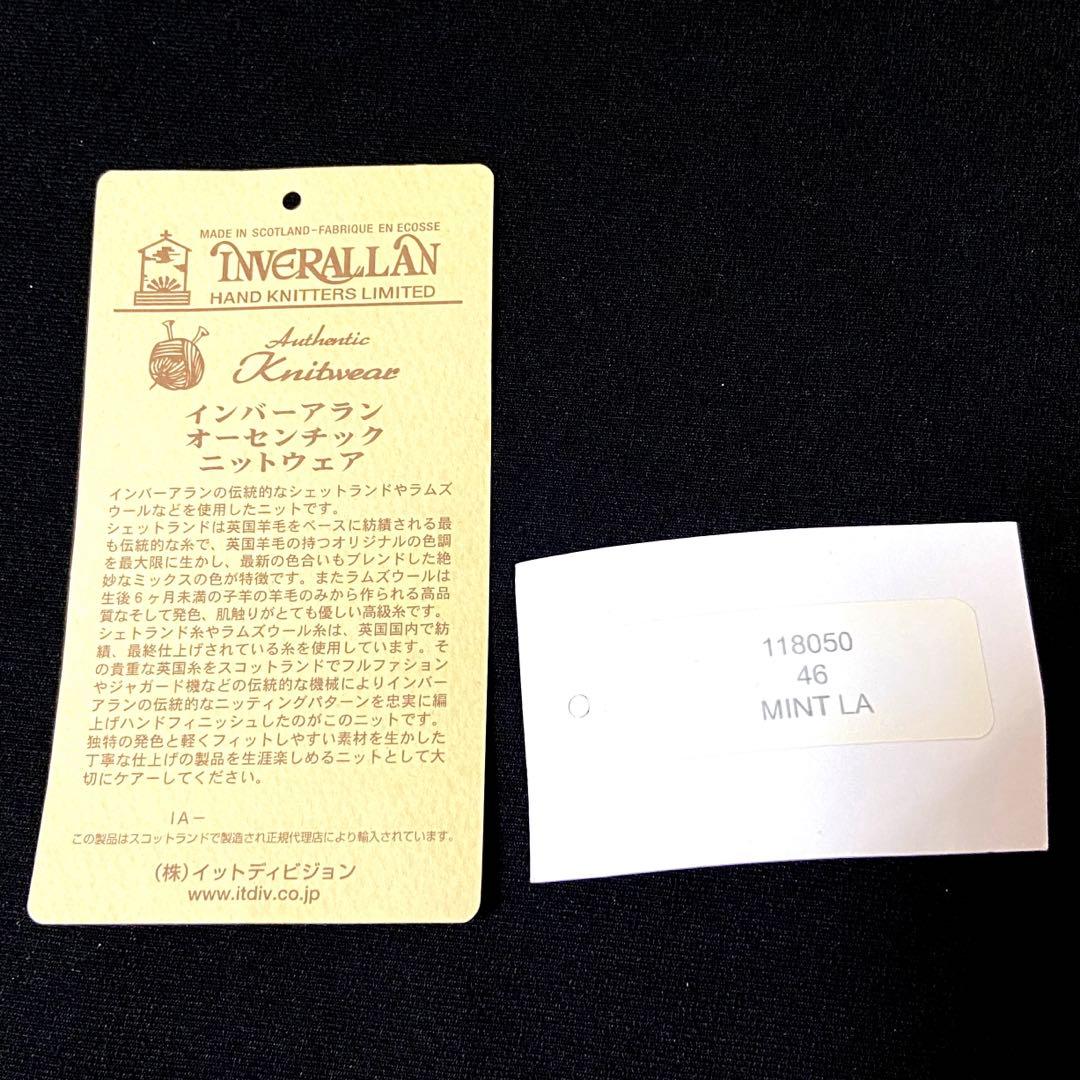 MADE IN SCOTLAND-FABRIQUE EN ECOSSE
INVERALLAN
HAND KNITTERS LIMITED
Authentic
Knitwear
インバーアラン
オーセンチック
ニットウェア
インバーアランの伝統的なシェットランドやラムズ
ウールなどを使用したニットです。
シェットランドは英国羊毛をベースに紡績される最
も伝統的な糸で、英国羊毛の持つオリジナルの色調
を最大限に生かし、最新の色合いもブレンドした絶
妙なミックスの色が特徴です。またラムズウールは
生後6ヶ月未満の子羊の羊毛のみから作られる高品
質なそして発色、肌触りがとても優しい高級糸です。
シェトランド糸やラムズウール糸は、英国国内で紡
績、最終仕上げされている糸を使用しています。そ
の貴重な英国糸をスコットランドでフルファッション
やジャガード機などの伝統的な機械によりインバー
アランの伝統的なニッティングパターンを忠実に編
上げハンドフィニッシュしたのがこのニットです。
独特の発色と軽くフィットしやすい素材を生かした
丁寧な仕上げの製品を生涯楽しめるニットとして大
切にケアーしてください。
IA-
この製品はスコットランドで製造され正規代理店により輸入されています。
(株)イットディビジョン
www.itdiv.co.jp
118050
46
MINT LA